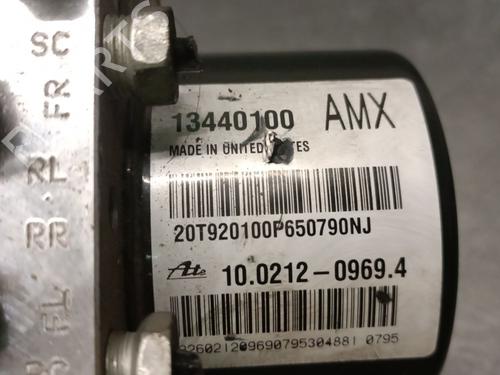 SC
FR
RL
RR
FL
13440100 AMX
MADE IN UNITED STATES
20T920100P650790NJ
Ate 10.0212-0969.4